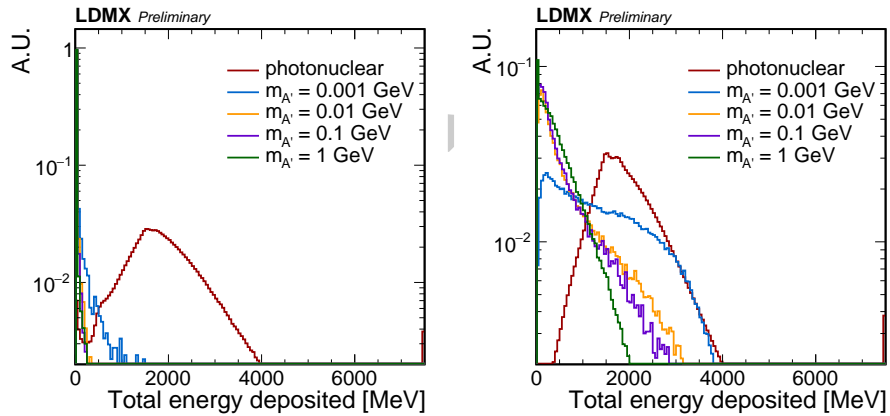 LDMX Preliminary
A.U.
photonuclear
m_A' = 0.001 GeV
m_A' = 0.01 GeV
m_A' = 0.1 GeV
m_A' = 1 GeV
1
10⁻¹
10⁻²
0 2000 4000 6000
Total energy deposited [MeV]
LDMX Preliminary
A.U.
photonuclear
m_A' = 0.001 GeV
m_A' = 0.01 GeV
m_A' = 0.1 GeV
m_A' = 1 GeV
10⁻¹
10⁻²
0 2000 4000 6000
Total energy deposited [MeV]